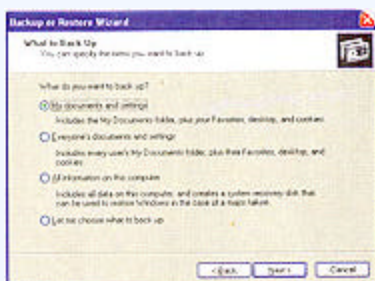 Backup or Restore Wizard
What to Back Up
You can specify the items you want to back up.
What do you want to back up?
My documents and settings
Includes the My Documents folder, plus your Favorites, desktop, and cookies.
Everyone's documents and settings
Includes every user's My Documents folder, plus their Favorites, desktop, and
cookies.
All information on this computer
Includes all data on this computer, and creates a system recovery disk that
can be used to restore Windows in the case of a major failure.
Let me choose what to back up
< Back
Next >
Cancel